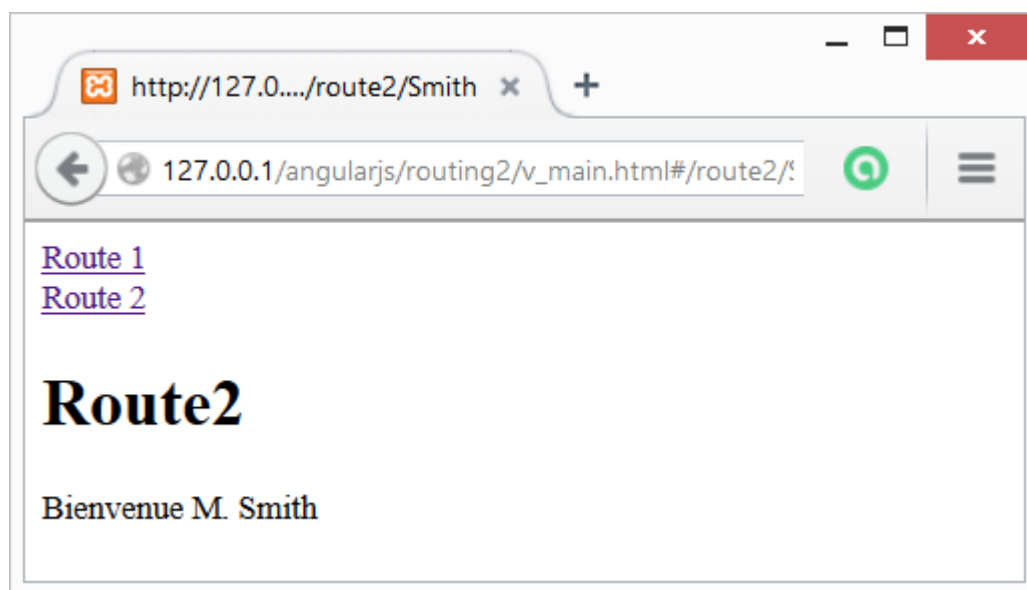 http://127.0..../route2/Smith
127.0.0.1/angularjs/routing2/v_main.html#/route2/
Route 1
Route 2
Route2
Bienvenue M. Smith